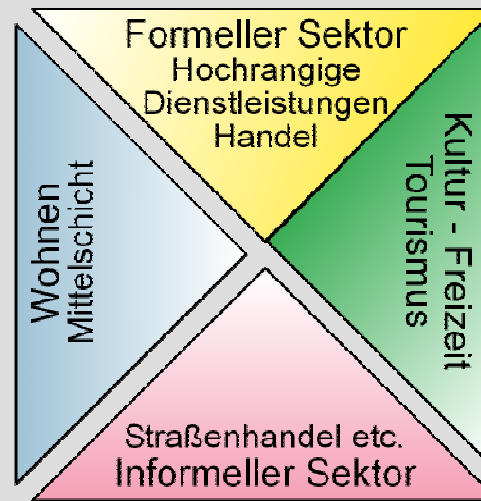 Formeller Sektor
Hochrangige
Dienstleistungen
Handel
Wohnen
Mittelschicht
Kultur - Freizeit
Tourismus
Straßenhandel etc.
Informeller Sektor